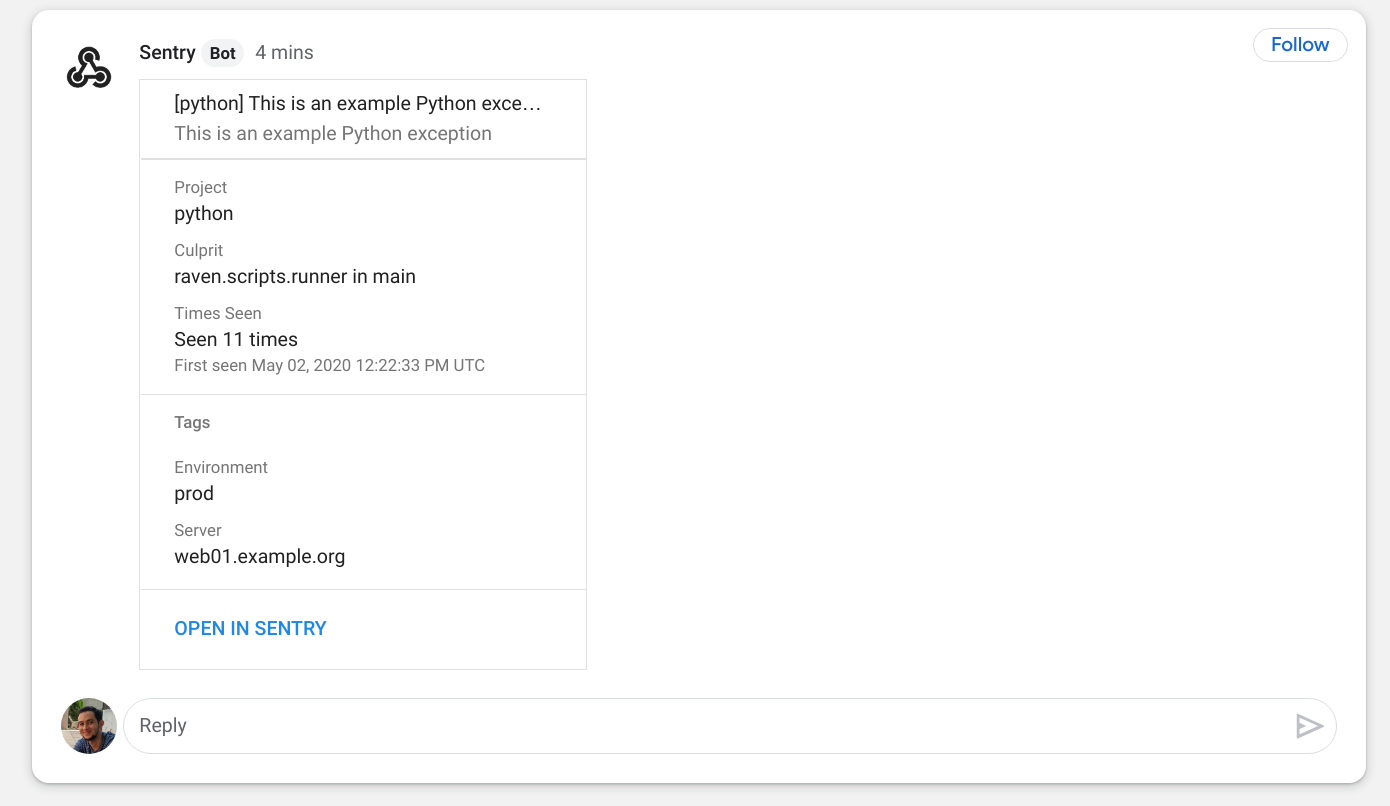 Sentry Bot 4 mins
Follow
[python] This is an example Python exce…
This is an example Python exception
Project
python
Culprit
raven.scripts.runner in main
Times Seen
Seen 11 times
First seen May 02, 2020 12:22:33 PM UTC
Tags
Environment
prod
Server
web01.example.org
OPEN IN SENTRY
Reply